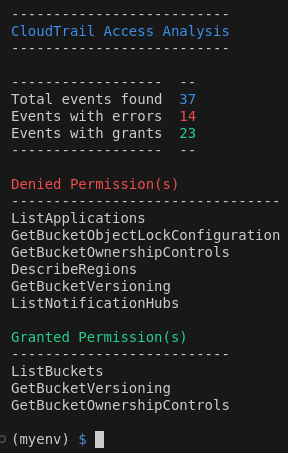 ---------------------------
CloudTrail Access Analysis
---------------------------
------------------  --
Total events found  37
Events with errors  14
Events with grants  23
------------------  --
Denied Permission(s)
--------------------------------
ListApplications
GetBucketObjectLockConfiguration
GetBucketOwnershipControls
DescribeRegions
GetBucketVersioning
ListNotificationHubs
Granted Permission(s)
--------------------------
ListBuckets
GetBucketVersioning
GetBucketOwnershipControls
(myenv) $